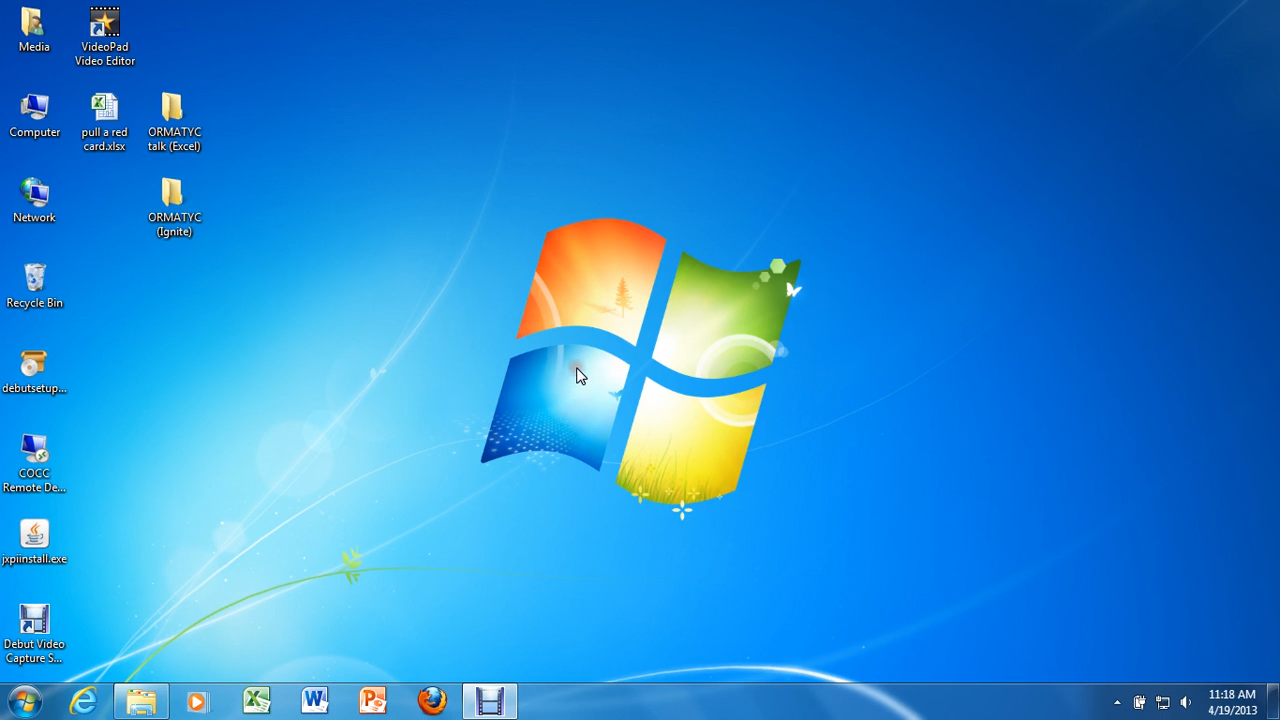 Media
VideoPad
Video Editor
Computer
pull a red
card.xlsx
ORMATYC
talk (Excel)
Network
ORMATYC
(Ignite)
Recycle Bin
debutsetup...
COCC
Remote De...
jxpiinstall.exe
Debut Video
Capture S...
11:18 AM
4/19/2013